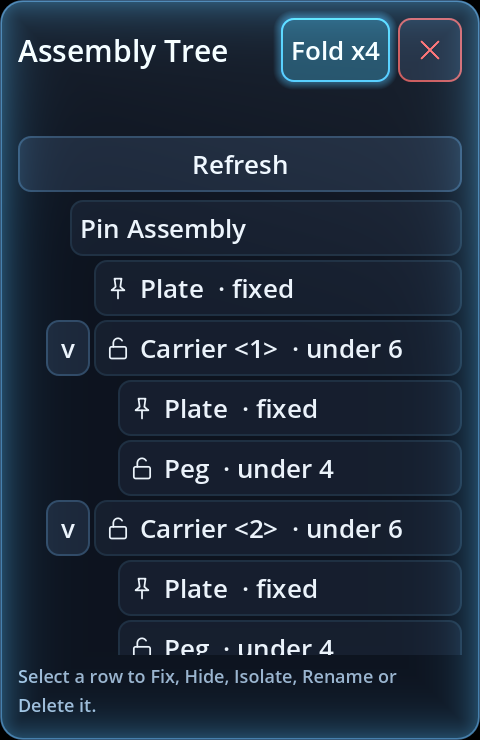 Assembly Tree
Fold x4
Refresh
Pin Assembly
Plate · fixed
v
Carrier <1> · under 6
Plate · fixed
Peg · under 4
v
Carrier <2> · under 6
Plate · fixed
Peg · under 4
Select a row to Fix, Hide, Isolate, Rename or
Delete it.